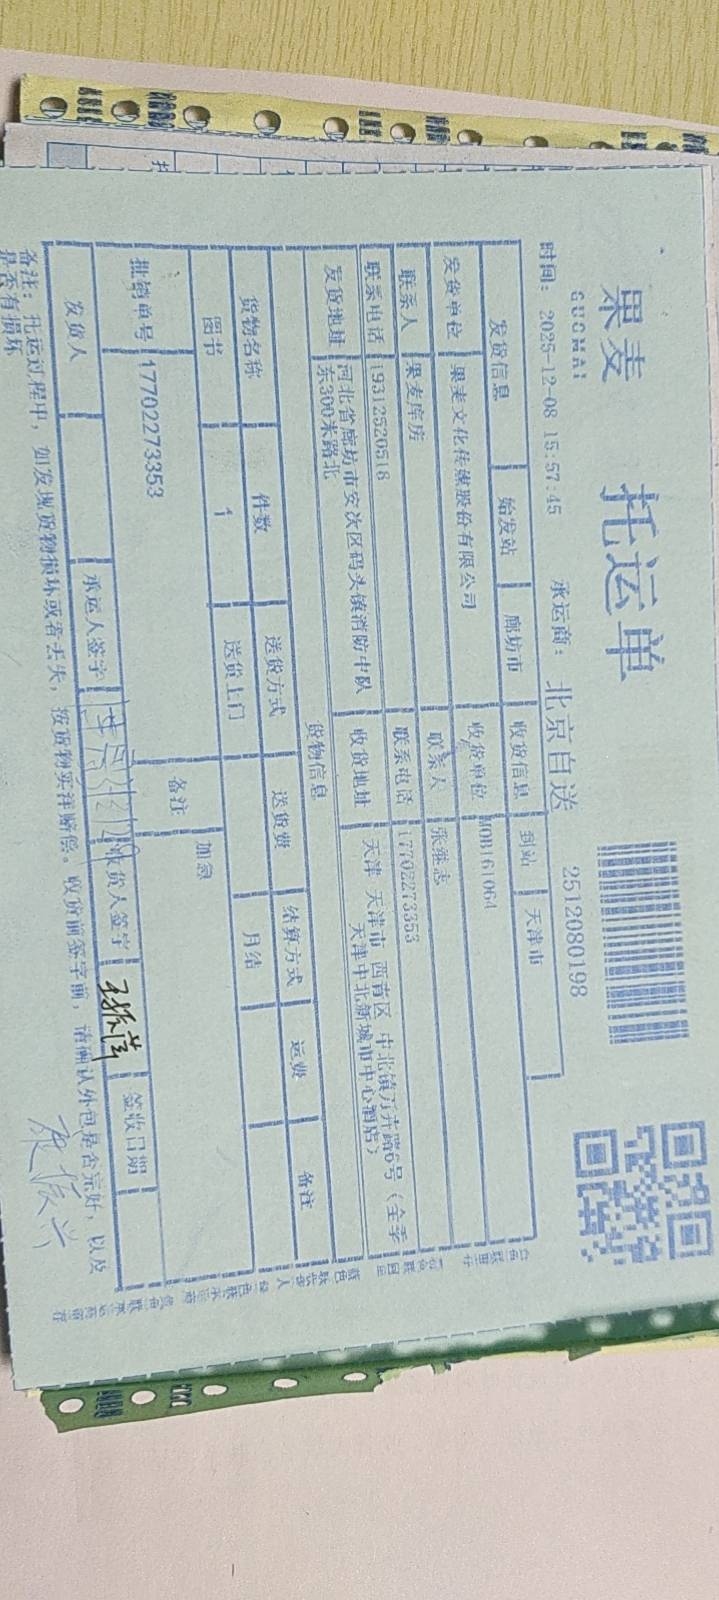 果麦 托运单
GUOMAI
时间: 2025-12-08 15:57:45 承运商: 北京自送 2512080198
发货信息 始发站 廊坊市 收货信息 到站 天津市
发货单位 果麦文化传媒股份有限公司 收货单位 MOB161064
联系人 果麦库房 联系人 张继志
联系电话 19312520518 联系电话 17702273353
发货地址 河北省廊坊市安次区码头镇消防中队东300米路北 收货地址 天津 天津市 西青区 中北镇万卉路6号(全季天津中北新城市中心酒店)
货物信息
货物名称 件数 送货方式 送货费 结算方式 运费 备注
图书 1 送货上门 月结
批销单号 17702273353 备注 加急
发货人 承运人签字 收货人签字 签收日期
备注: 托运过程中, 如发现货物损坏或者丢失, 按货物实洋赔偿。收货前签字前, 请确认外包是否完好, 以及
是否有损坏